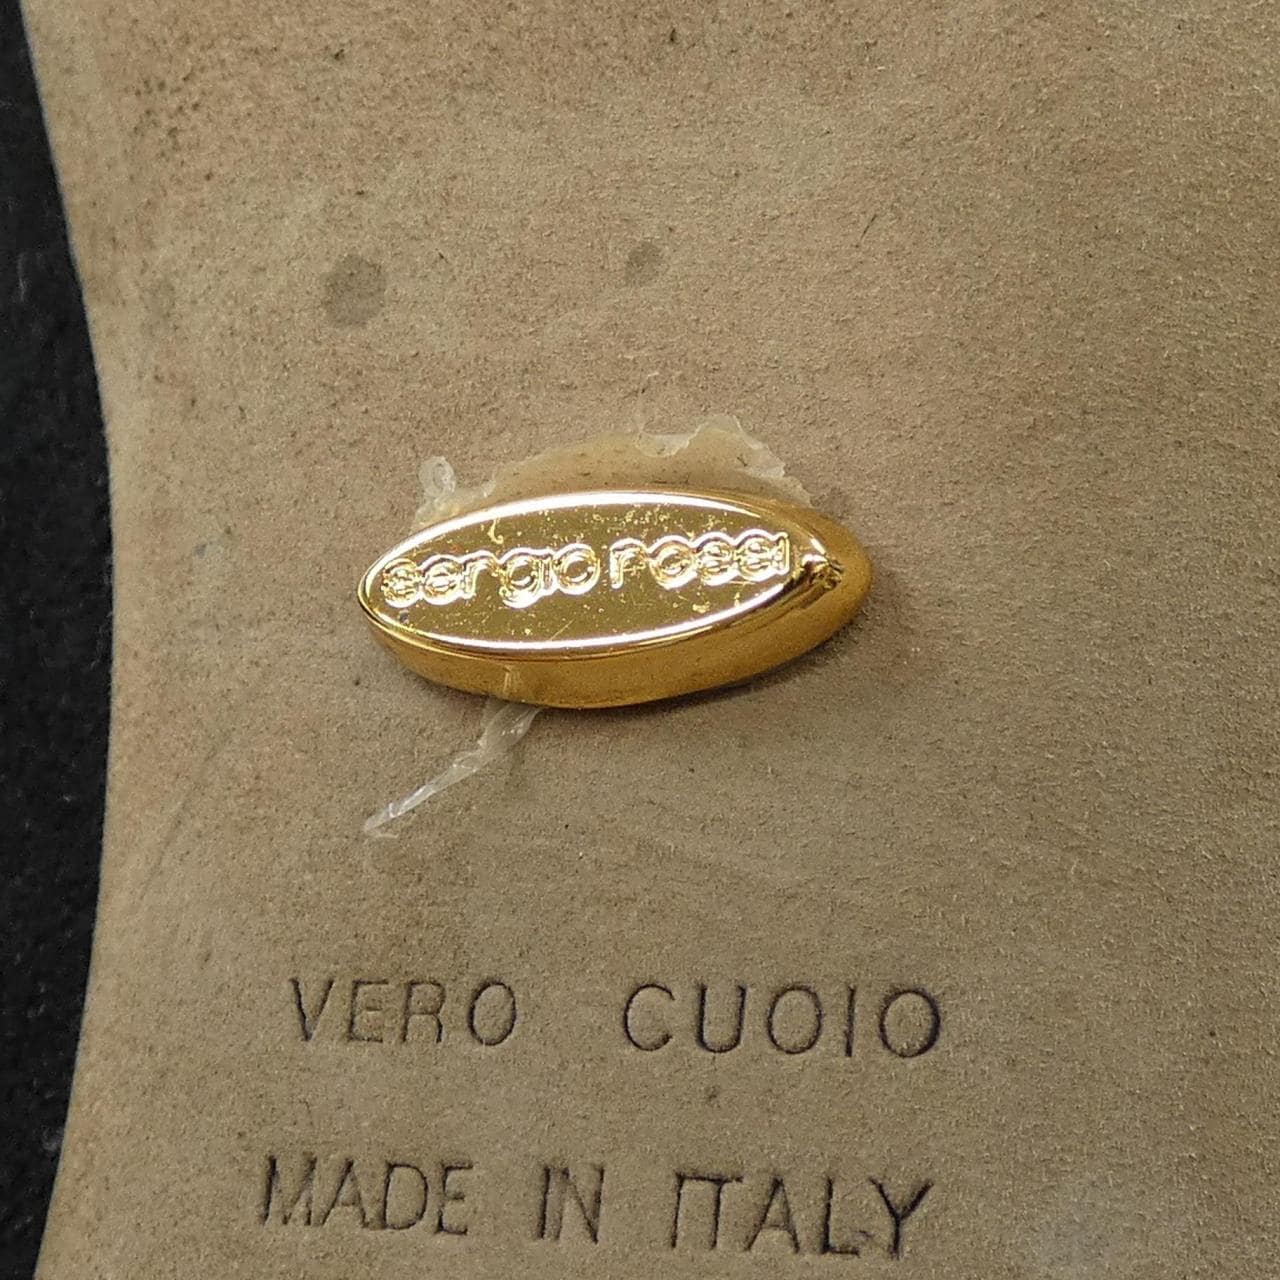 sergio rossi
VERO CUOIO
MADE IN ITALY